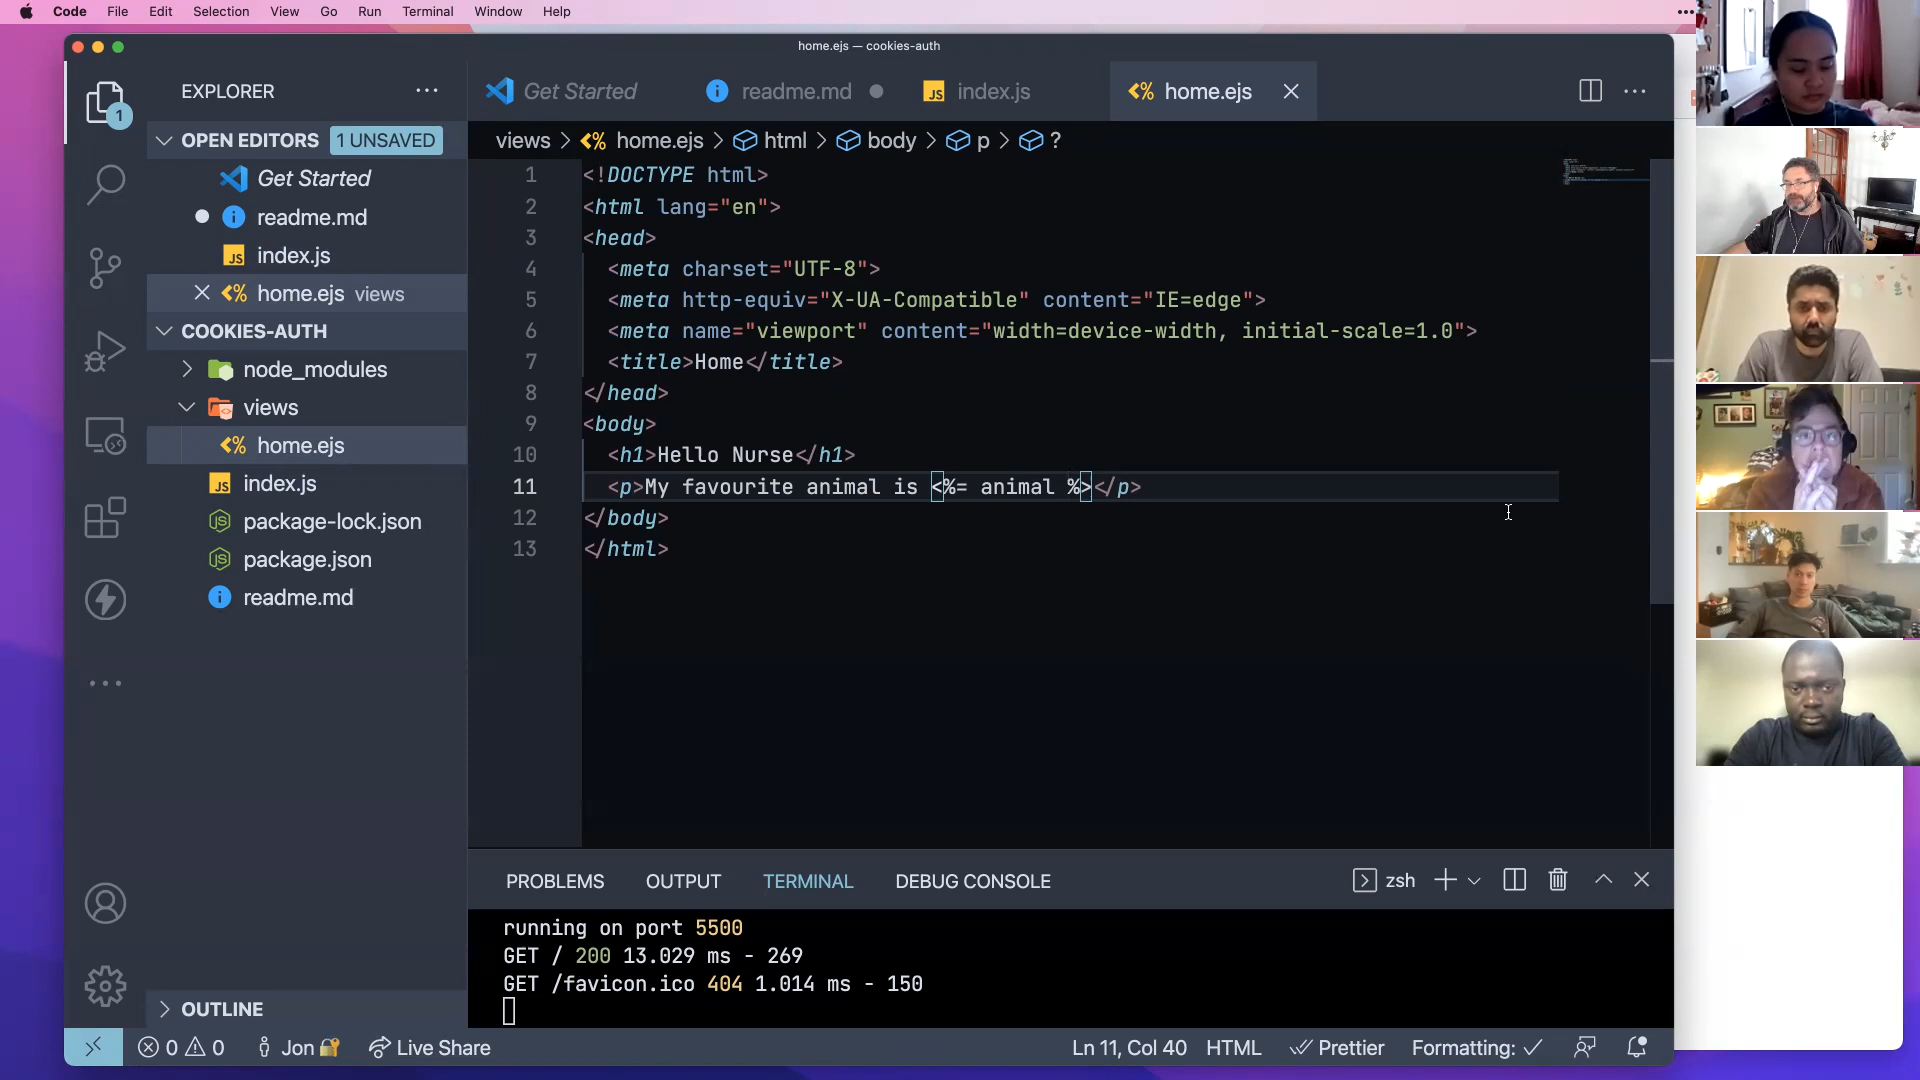 Code File Edit Selection View Go Run Terminal Window Help
home.ejs — cookies-auth
EXPLORER
Get Started readme.md JS index.js home.ejs
OPEN EDITORS 1 UNSAVED
views > home.ejs > html > body > p > ?
Get Started
readme.md
JS index.js
home.ejs views
COOKIES-AUTH
node_modules
views
home.ejs
JS index.js
package-lock.json
package.json
readme.md
OUTLINE
1
1 <!DOCTYPE html>
2 <html lang="en">
3 <head>
4 <meta charset="UTF-8">
5 <meta http-equiv="X-UA-Compatible" content="IE=edge">
6 <meta name="viewport" content="width=device-width, initial-scale=1.0">
7 <title>Home</title>
8 </head>
9 <body>
10 <h1>Hello Nurse</h1>
11 <p>My favourite animal is <%= animal %></p>
12 </body>
13 </html>
PROBLEMS OUTPUT TERMINAL DEBUG CONSOLE zsh
running on port 5500
GET / 200 13.029 ms - 269
GET /favicon.ico 404 1.014 ms - 150
0 0 Jon Live Share Ln 11, Col 40 HTML Prettier Formatting: